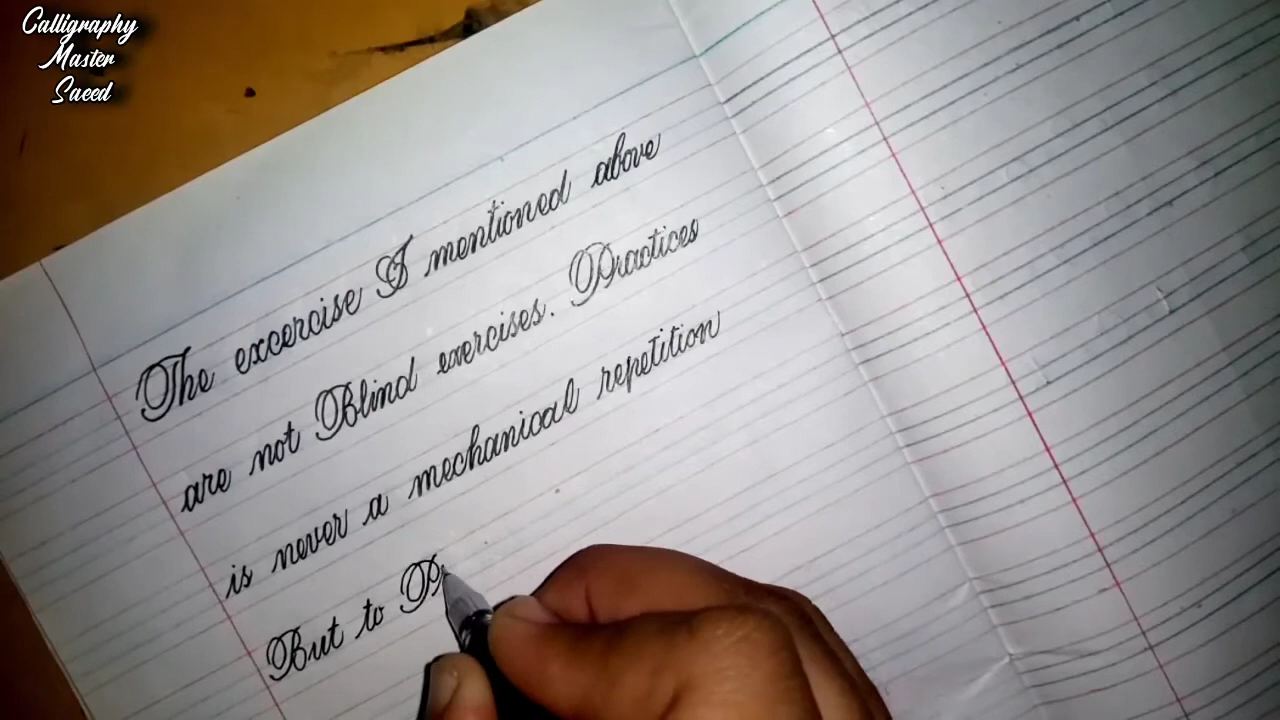 Calligraphy
Master
Saeed
The excercise I mentioned above
are not Blind exercises. Practices
is never a mechanical repetition
But to P